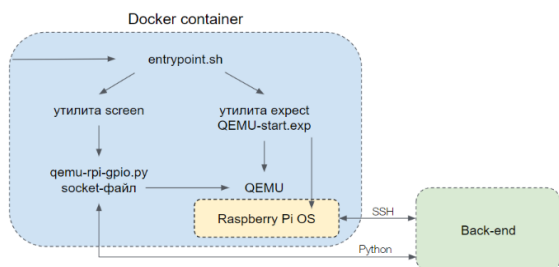 Docker container
entrypoint.sh
утилита screen
утилита expect
QEMU-start.exp
qemu-rpi-gpio.py
socket-файл
QEMU
Raspberry Pi OS
SSH
Back-end
Python